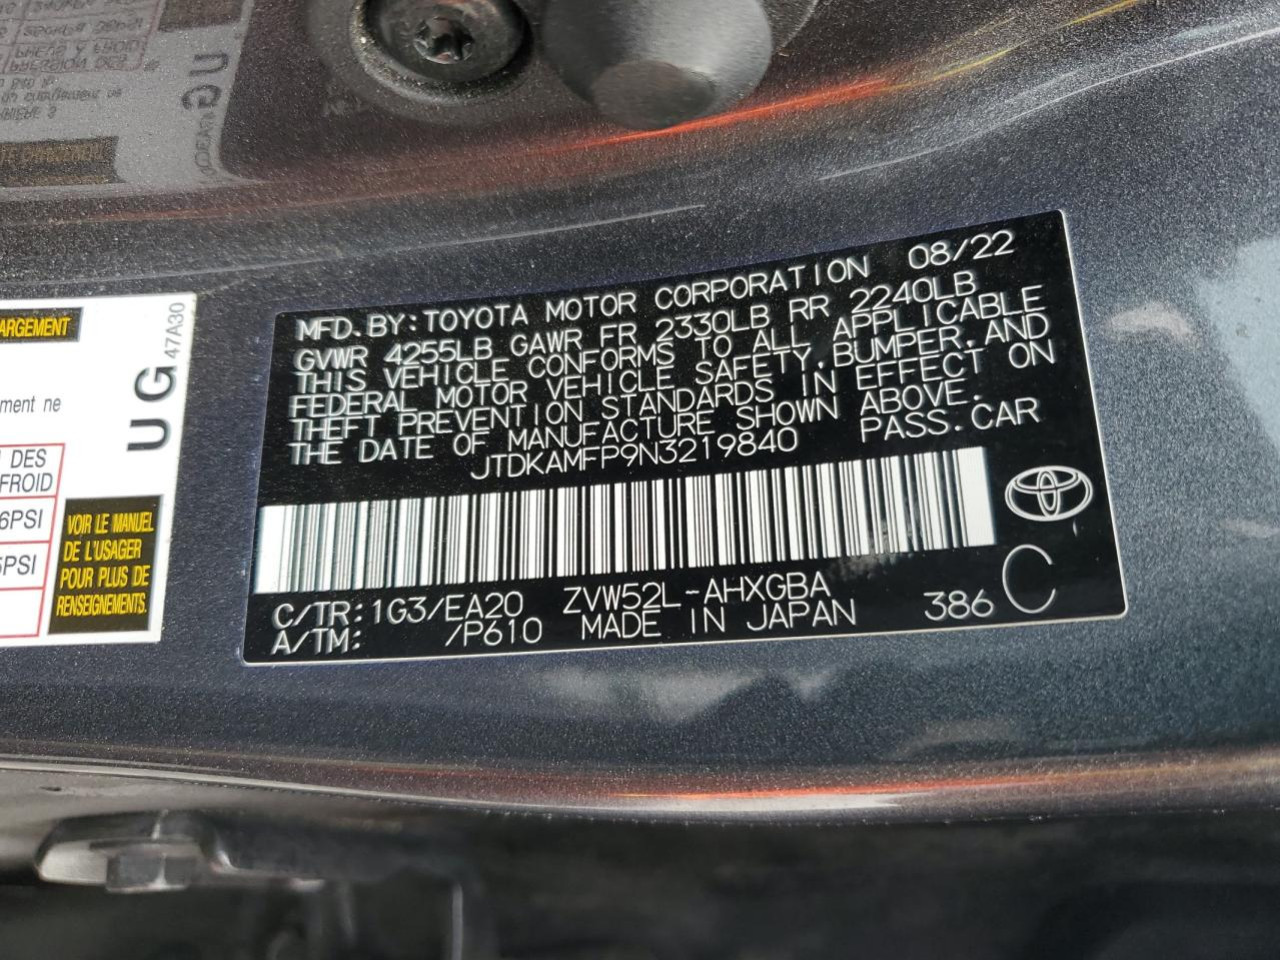 MFD.BY:TOYOTA MOTOR CORPORATION 08/22
GVWR 4255LB GAWR FR 2330LB RR 2240LB
THIS VEHICLE CONFORMS TO ALL APPLICABLE
FEDERAL MOTOR VEHICLE SAFETY,BUMPER,AND
THEFT PREVENTION STANDARDS IN EFFECT ON
THE DATE OF MANUFACTURE SHOWN ABOVE.
JTDKAMFP9N3219840 PASS.CAR
C/TR:1G3/EA20 ZVW52L-AHXGBA
A/TM: /P610 MADE IN JAPAN 386 C
ARGEMENT
UG 47A30
ment ne
DES
FROID
6PSI
5PSI
VOIR LE MANUEL
DE L'USAGER
POUR PLUS DE
RENSEIGNEMENTS.